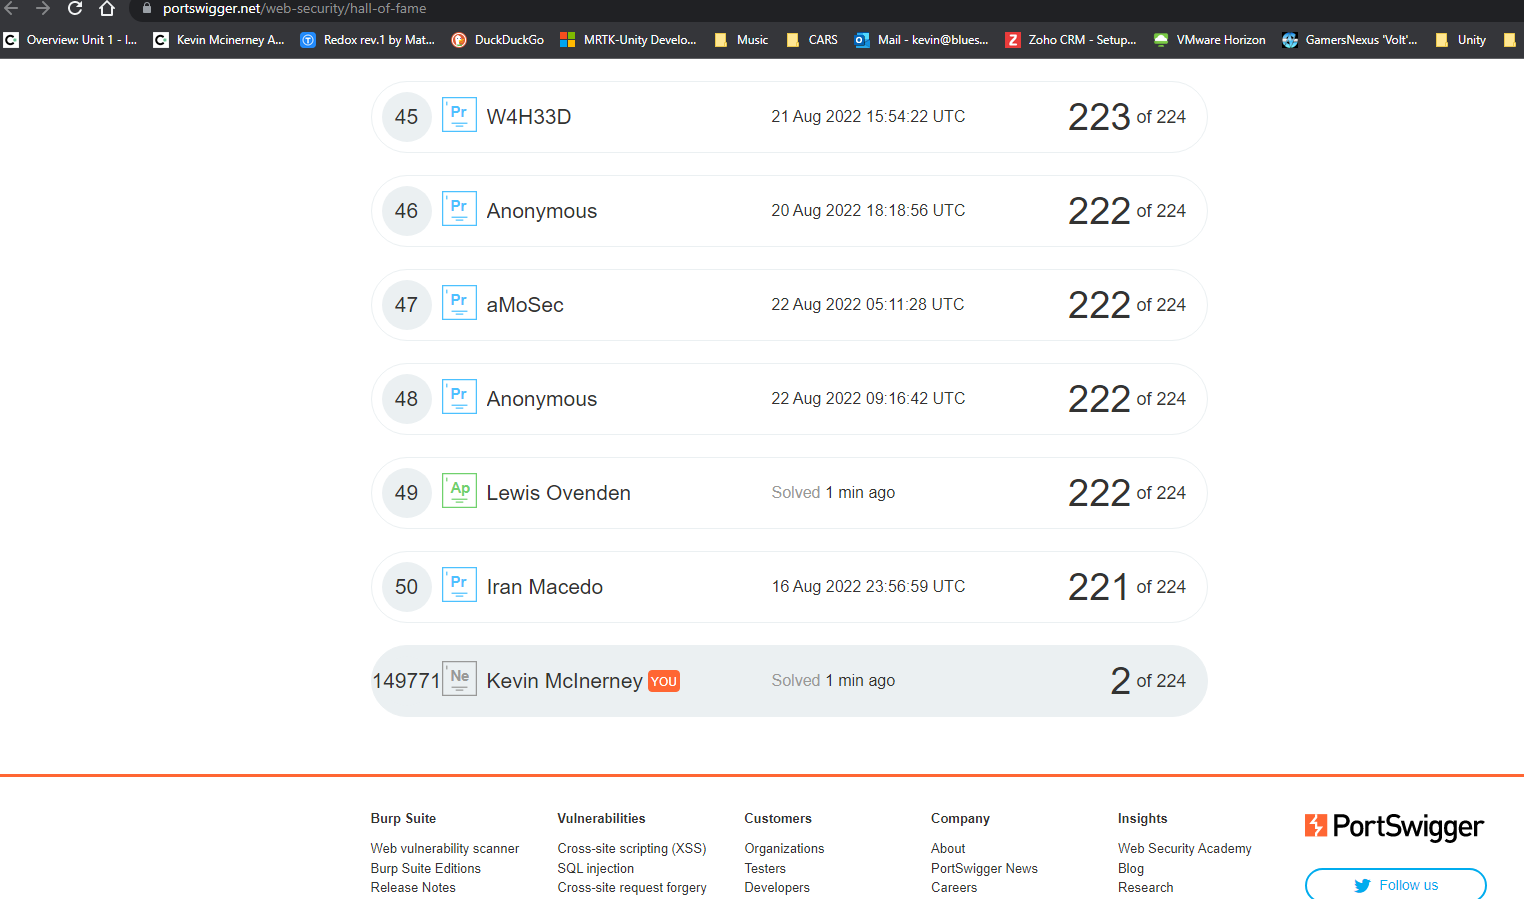 portswigger.net/web-security/hall-of-fame
Overview: Unit 1 - I... Kevin Mcinerney A... Redox rev.1 by Mat... DuckDuckGo MRTK-Unity Develo... Music CARS Mail - kevin@blues... Zoho CRM - Setup... VMware Horizon GamersNexus 'Volt'... Unity
45 Pr W4H33D 21 Aug 2022 15:54:22 UTC 223 of 224
46 Pr Anonymous 20 Aug 2022 18:18:56 UTC 222 of 224
47 Pr aMoSec 22 Aug 2022 05:11:28 UTC 222 of 224
48 Pr Anonymous 22 Aug 2022 09:16:42 UTC 222 of 224
49 Ap Lewis Ovenden Solved 1 min ago 222 of 224
50 Pr Iran Macedo 16 Aug 2022 23:56:59 UTC 221 of 224
149771 Ne Kevin McInerney YOU Solved 1 min ago 2 of 224
Burp Suite Vulnerabilities Customers Company Insights PortSwigger
Web vulnerability scanner Cross-site scripting (XSS) Organizations About Web Security Academy
Burp Suite Editions SQL injection Testers PortSwigger News Blog
Release Notes Cross-site request forgery Developers Careers Research Follow us